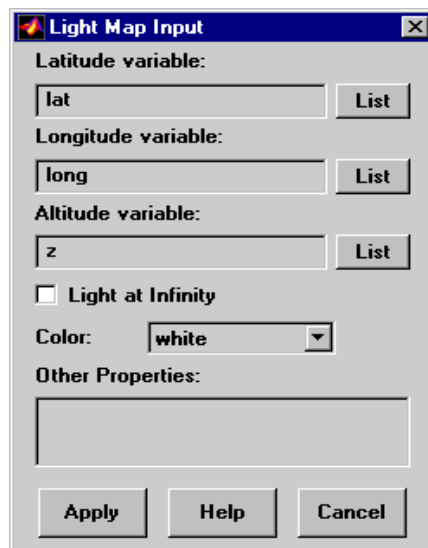 Light Map Input
Latitude variable:
lat List
Longitude variable:
long List
Altitude variable:
z List
Light at Infinity
Color: white
Other Properties:
Apply Help Cancel